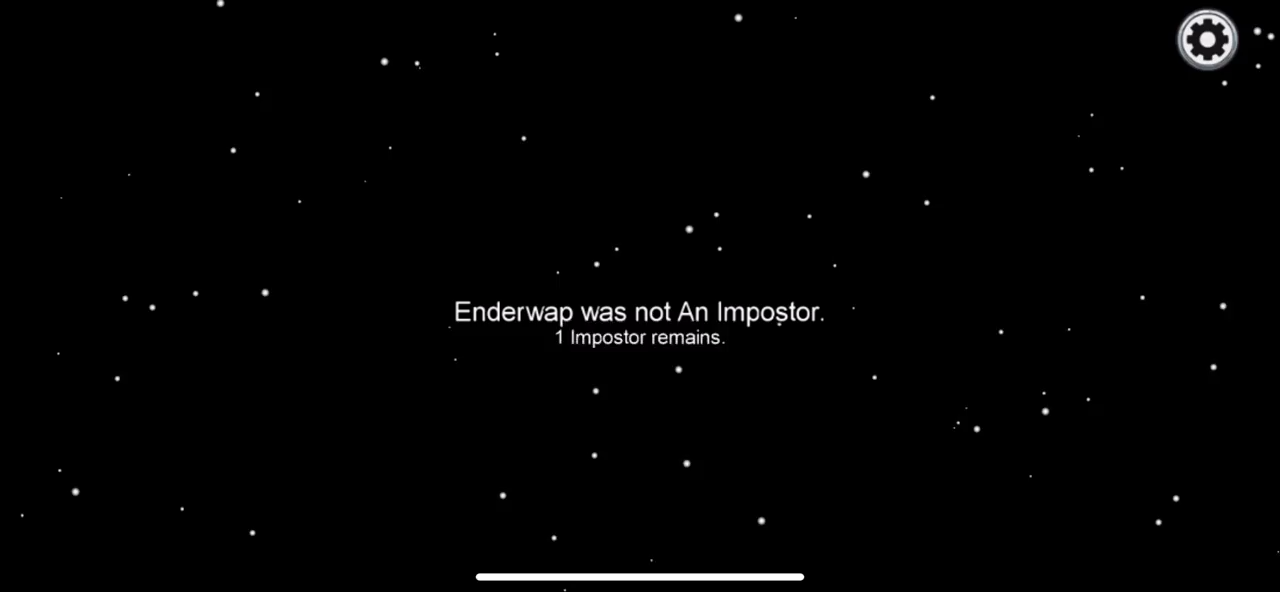 Enderwap was not An Impostor.
1 Impostor remains.